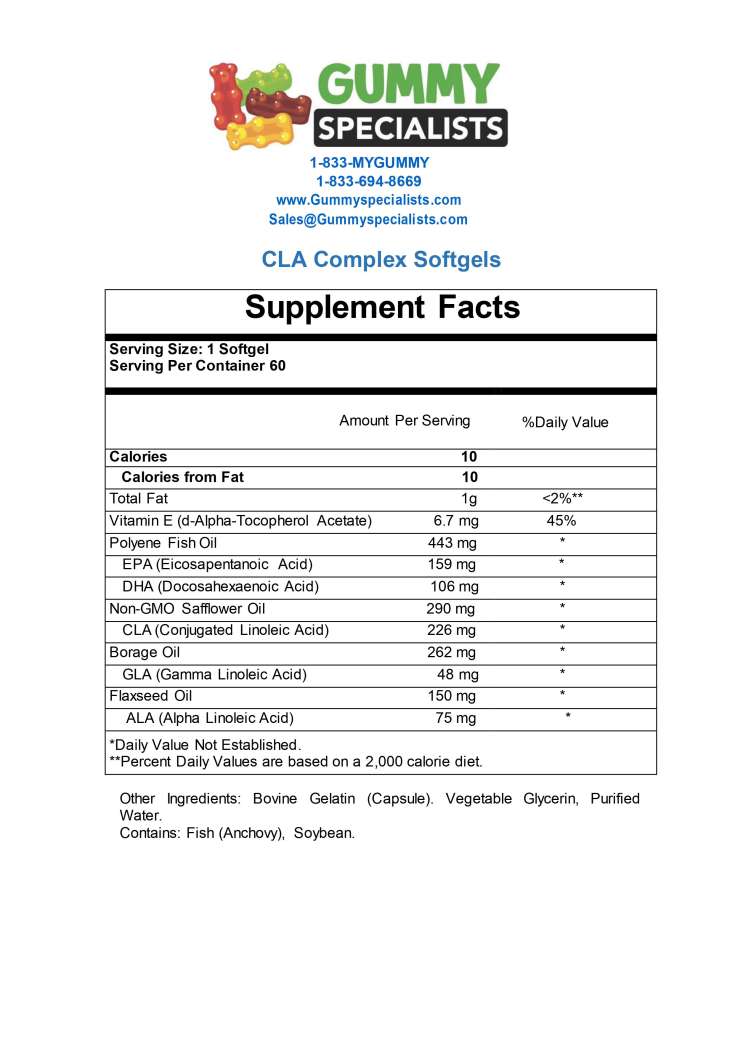 GUMMY
SPECIALISTS
1-833-MYGUMMY
1-833-694-8669
www.Gummyspecialists.com
Sales@Gummyspecialists.com
CLA Complex Softgels
Supplement Facts
Serving Size: 1 Softgel
Serving Per Container 60
Amount Per Serving %Daily Value
Calories 10
Calories from Fat 10
Total Fat 1g <2%**
Vitamin E (d-Alpha-Tocopherol Acetate) 6.7 mg 45%
Polyene Fish Oil 443 mg *
EPA (Eicosapentanoic Acid) 159 mg *
DHA (Docosahexaenoic Acid) 106 mg *
Non-GMO Safflower Oil 290 mg *
CLA (Conjugated Linoleic Acid) 226 mg *
Borage Oil 262 mg *
GLA (Gamma Linoleic Acid) 48 mg *
Flaxseed Oil 150 mg *
ALA (Alpha Linoleic Acid) 75 mg *
*Daily Value Not Established.
**Percent Daily Values are based on a 2,000 calorie diet.
Other Ingredients: Bovine Gelatin (Capsule). Vegetable Glycerin, Purified
Water.
Contains: Fish (Anchovy), Soybean.